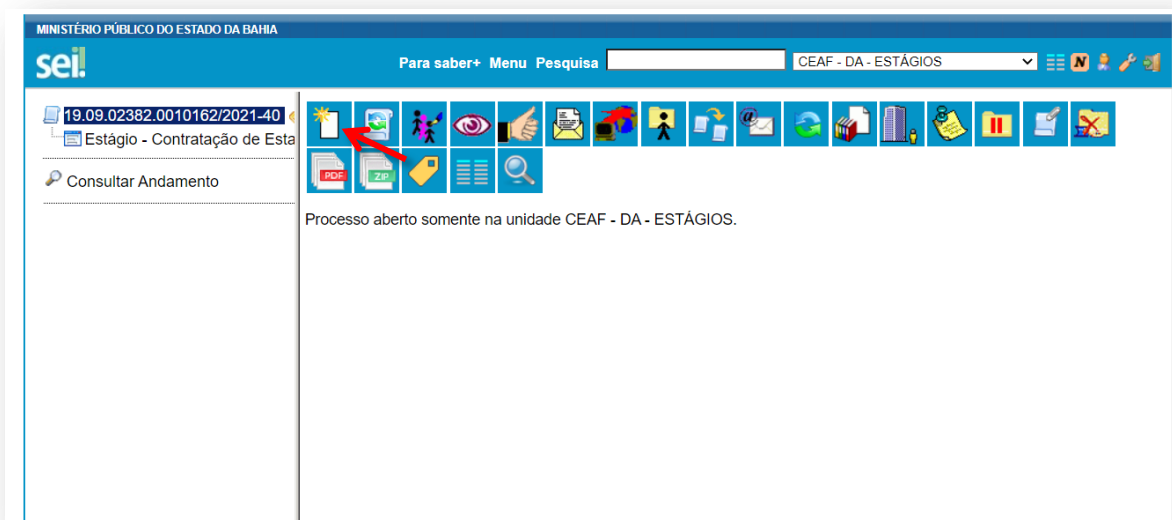 MINISTÉRIO PÚBLICO DO ESTADO DA BAHIA
sei!
Para saber+ Menu Pesquisa
CEAF - DA - ESTÁGIOS
N
19.09.02382.0010162/2021-40
Estágio - Contratação de Esta
Consultar Andamento
PDF
ZIP
Processo aberto somente na unidade CEAF - DA - ESTÁGIOS.